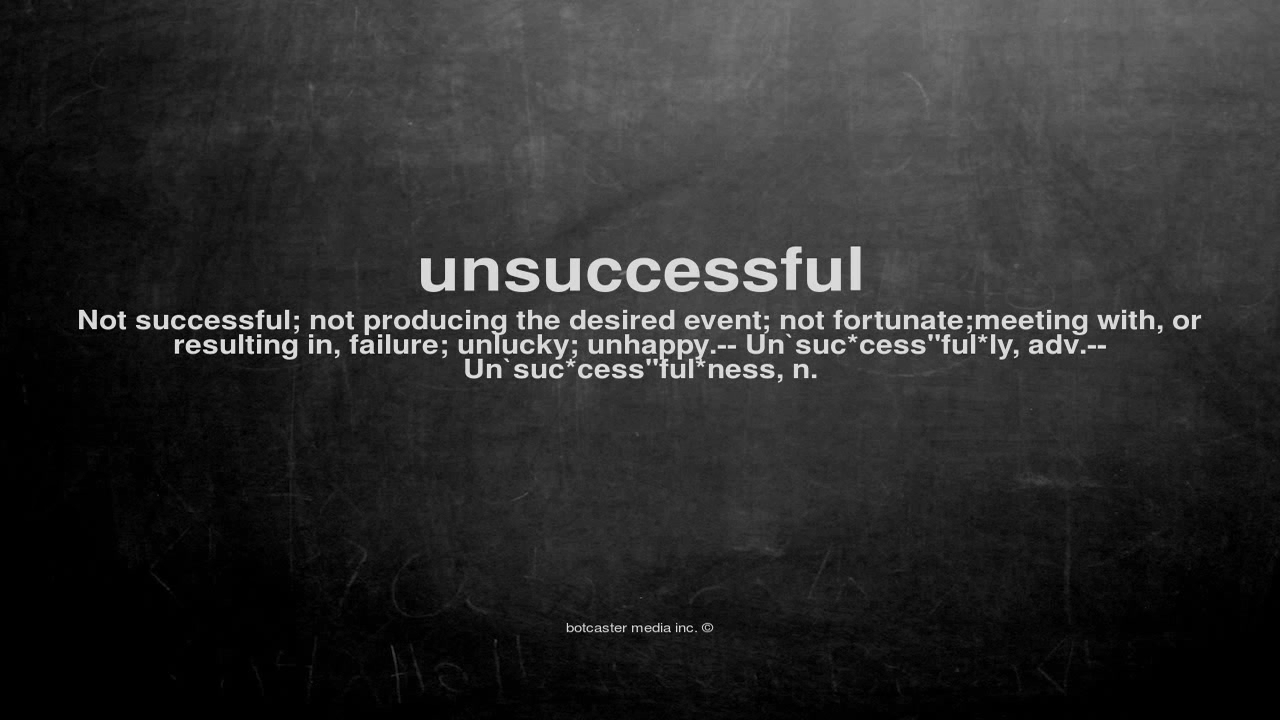 unsuccessful
Not successful; not producing the desired event; not fortunate;meeting with, or
resulting in, failure; unlucky; unhappy.-- Un`suc*cess"ful*ly, adv.--
Un`suc*cess"ful*ness, n.
botcaster media inc. ©